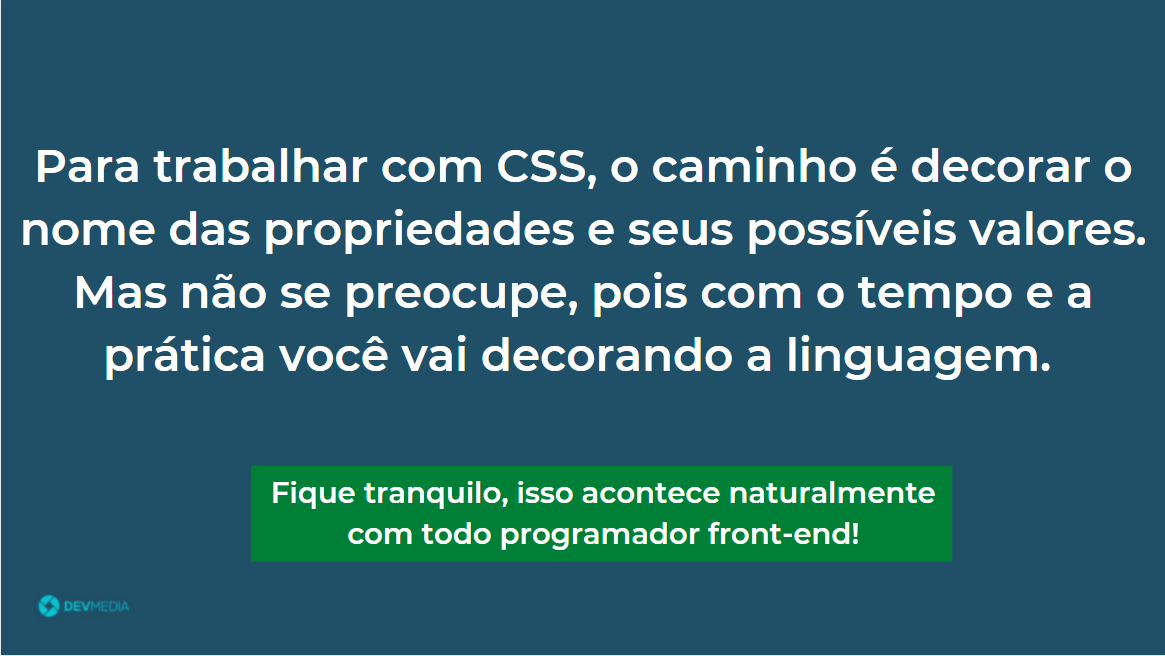 Para trabalhar com CSS, o caminho é decorar o
nome das propriedades e seus possíveis valores.
Mas não se preocupe, pois com o tempo e a
prática você vai decorando a linguagem.
Fique tranquilo, isso acontece naturalmente
com todo programador front-end!
DEVMEDIA